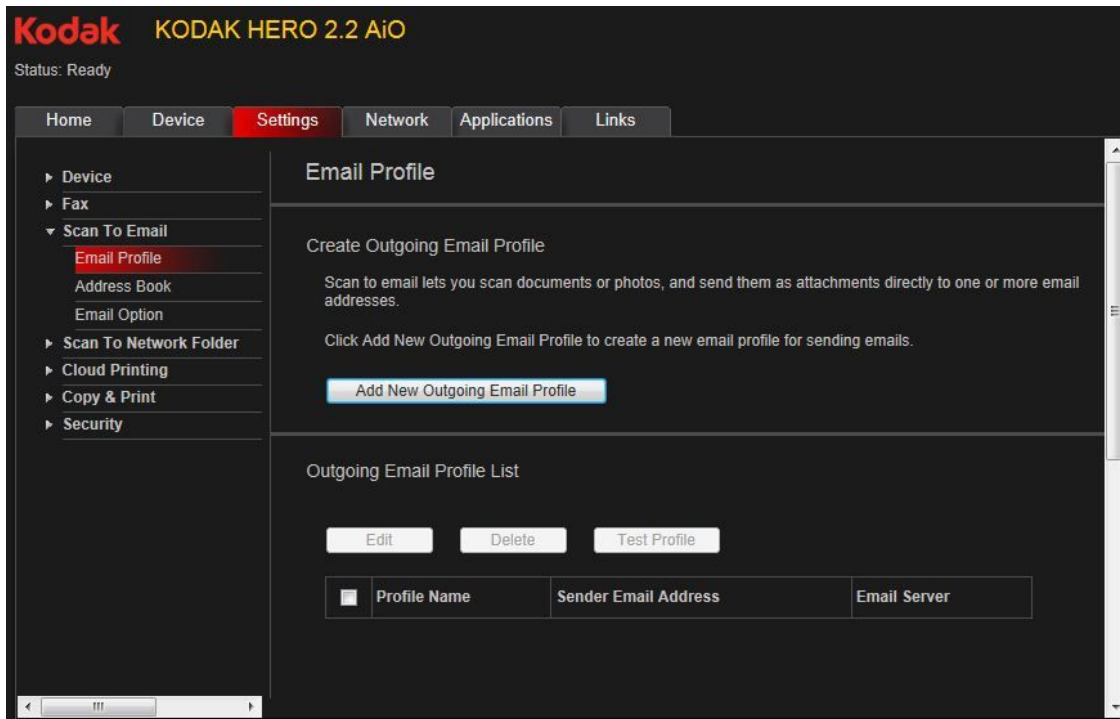 Kodak KODAK HERO 2.2 AiO
Status: Ready
Home Device Settings Network Applications Links
Device
Fax
Scan To Email
Email Profile
Address Book
Email Option
Scan To Network Folder
Cloud Printing
Copy & Print
Security
Email Profile
Create Outgoing Email Profile
Scan to email lets you scan documents or photos, and send them as attachments directly to one or more email
addresses.
Click Add New Outgoing Email Profile to create a new email profile for sending emails.
Add New Outgoing Email Profile
Outgoing Email Profile List
Edit Delete Test Profile
Profile Name Sender Email Address Email Server